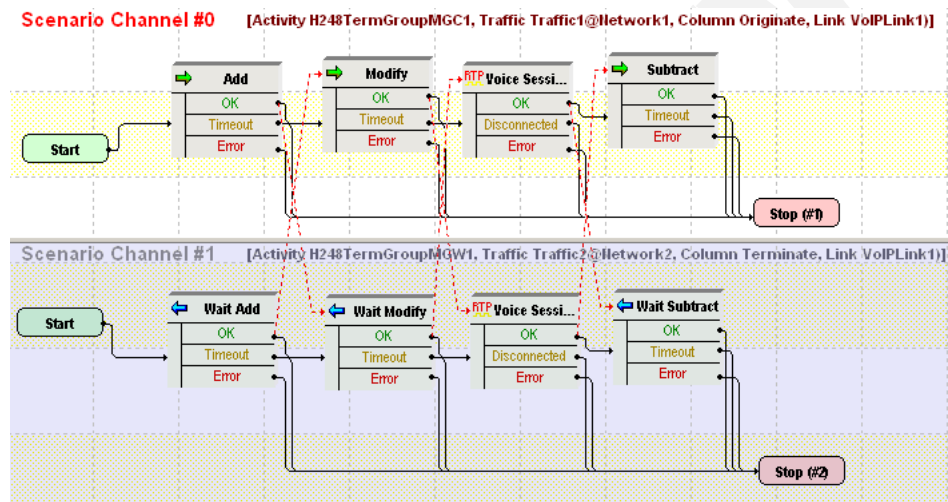 Scenario Channel #0 [Activity H248TermGroupMGC1, Traffic Traffic1@Network1, Column Originate, Link VoIPLink1)]
Add
OK
Timeout
Error
Modify
OK
Timeout
Error
RTP Voice Sessi...
OK
Disconnected
Error
Subtract
OK
Timeout
Error
Start
Stop (#1)
Scenario Channel #1 [Activity H248TermGroupMGW1, Traffic Traffic2@Network2, Column Terminate, Link VoIPLink1)]
Wait Add
OK
Timeout
Error
Wait Modify
OK
Timeout
Error
RTP Voice Sessi...
OK
Disconnected
Error
Wait Subtract
OK
Timeout
Error
Start
Stop (#2)